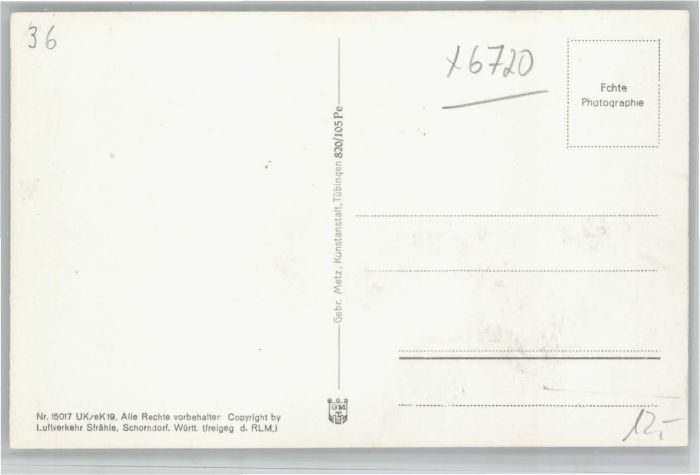 36
x6720
Echte
Photographie
Gebr. Metz, Kunstanstalt, Tübingen 820/105 Pe
GM
T
Nr. 15017 UK/eK19, Alle Rechte vorbehalten Copyright by
Luftverkehr Strähle, Schorndorf. Württ. (freigeg d. RLM.)
12,-